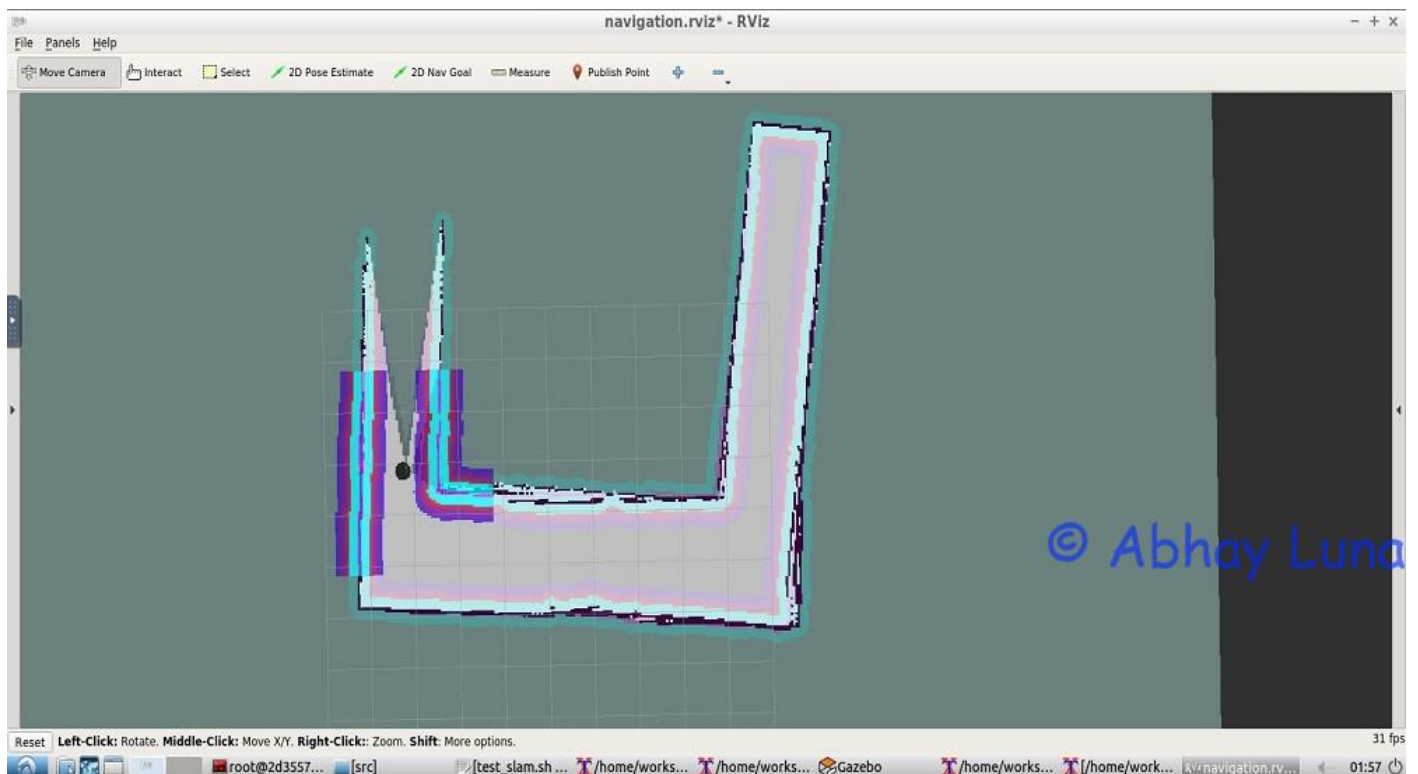 navigation.rviz* - RViz
File Panels Help
Move Camera Interact Select 2D Pose Estimate 2D Nav Goal Measure Publish Point
© Abhay Luna
Reset Left-Click: Rotate. Middle-Click: Move X/Y. Right-Click:: Zoom. Shift: More options. 31 fps
root@2d3557... [src] [test_slam.sh ... /home/works... /home/works... Gazebo /home/works... [/home/work... navigation.rv... 01:57